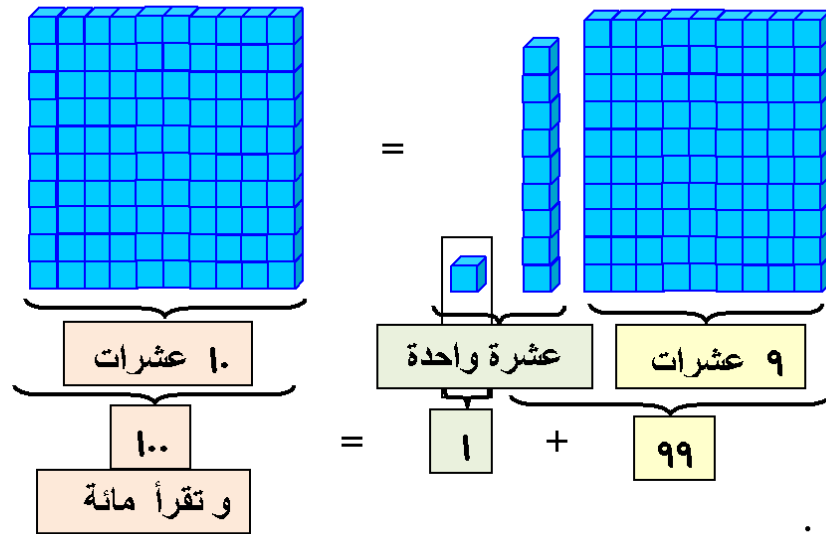 =
٩ عشرات
عشرة واحدة
١٠ عشرات
٩٩ + ١ = ١٠٠
و تقرأ مائة
.